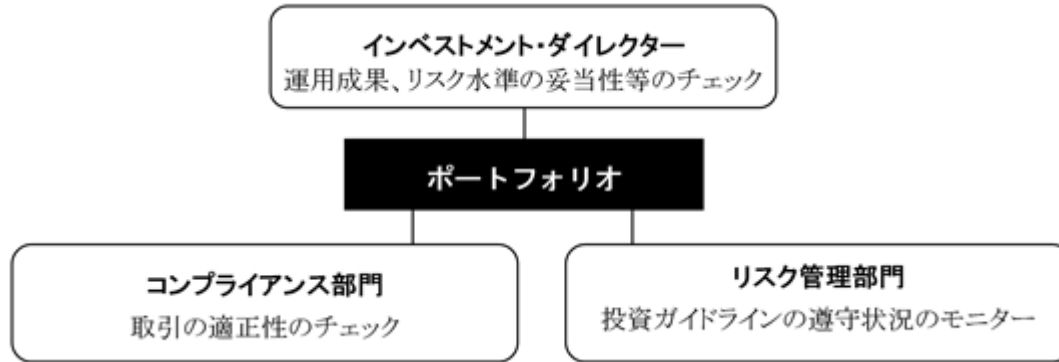 インベストメント・ダイレクター
運用成果、リスク水準の妥当性等のチェック
ポートフォリオ
コンプライアンス部門
取引の適正性のチェック
リスク管理部門
投資ガイドラインの遵守状況のモニター